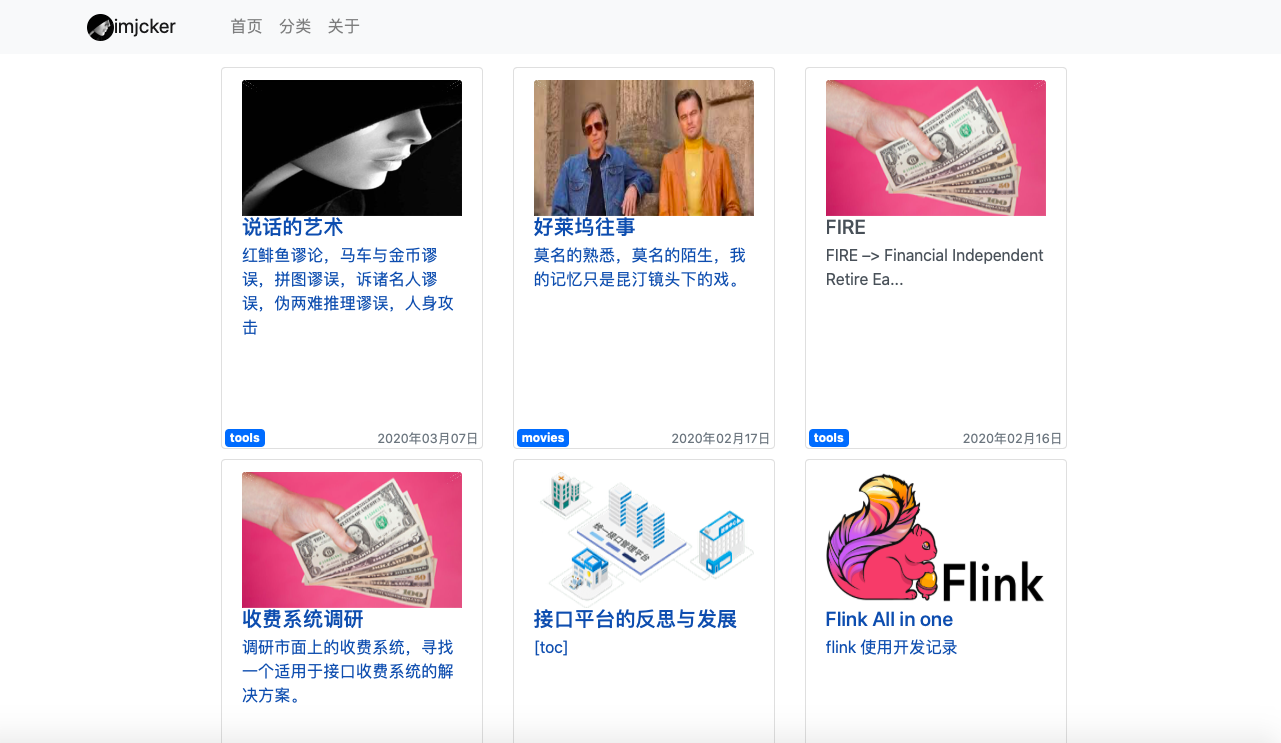 imjcker 首页 分类 关于
说话的艺术
红鲱鱼谬论，马车与金币谬
误，拼图谬误，诉诸名人谬
误，伪两难推理谬误，人身攻
击
tools 2020年03月07日
好莱坞往事
莫名的熟悉，莫名的陌生，我
的记忆只是昆汀镜头下的戏。
movies 2020年02月17日
FIRE
FIRE –> Financial Independent
Retire Ea...
tools 2020年02月16日
收费系统调研
调研市面上的收费系统，寻找
一个适用于接口收费系统的解
决方案。
统一接口管理平台
接口平台的反思与发展
[toc]
Flink
Flink All in one
flink 使用开发记录